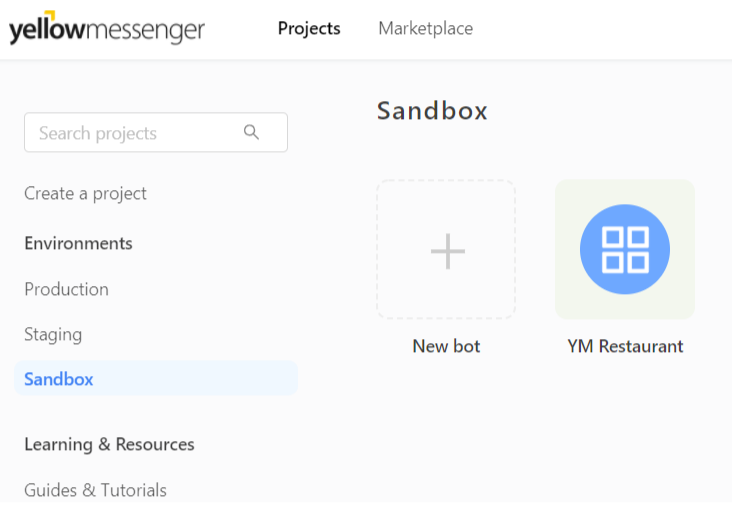 yellowmessenger
Projects
Marketplace
Search projects
Create a project
Environments
Production
Staging
Sandbox
Learning & Resources
Guides & Tutorials
Sandbox
New bot
YM Restaurant